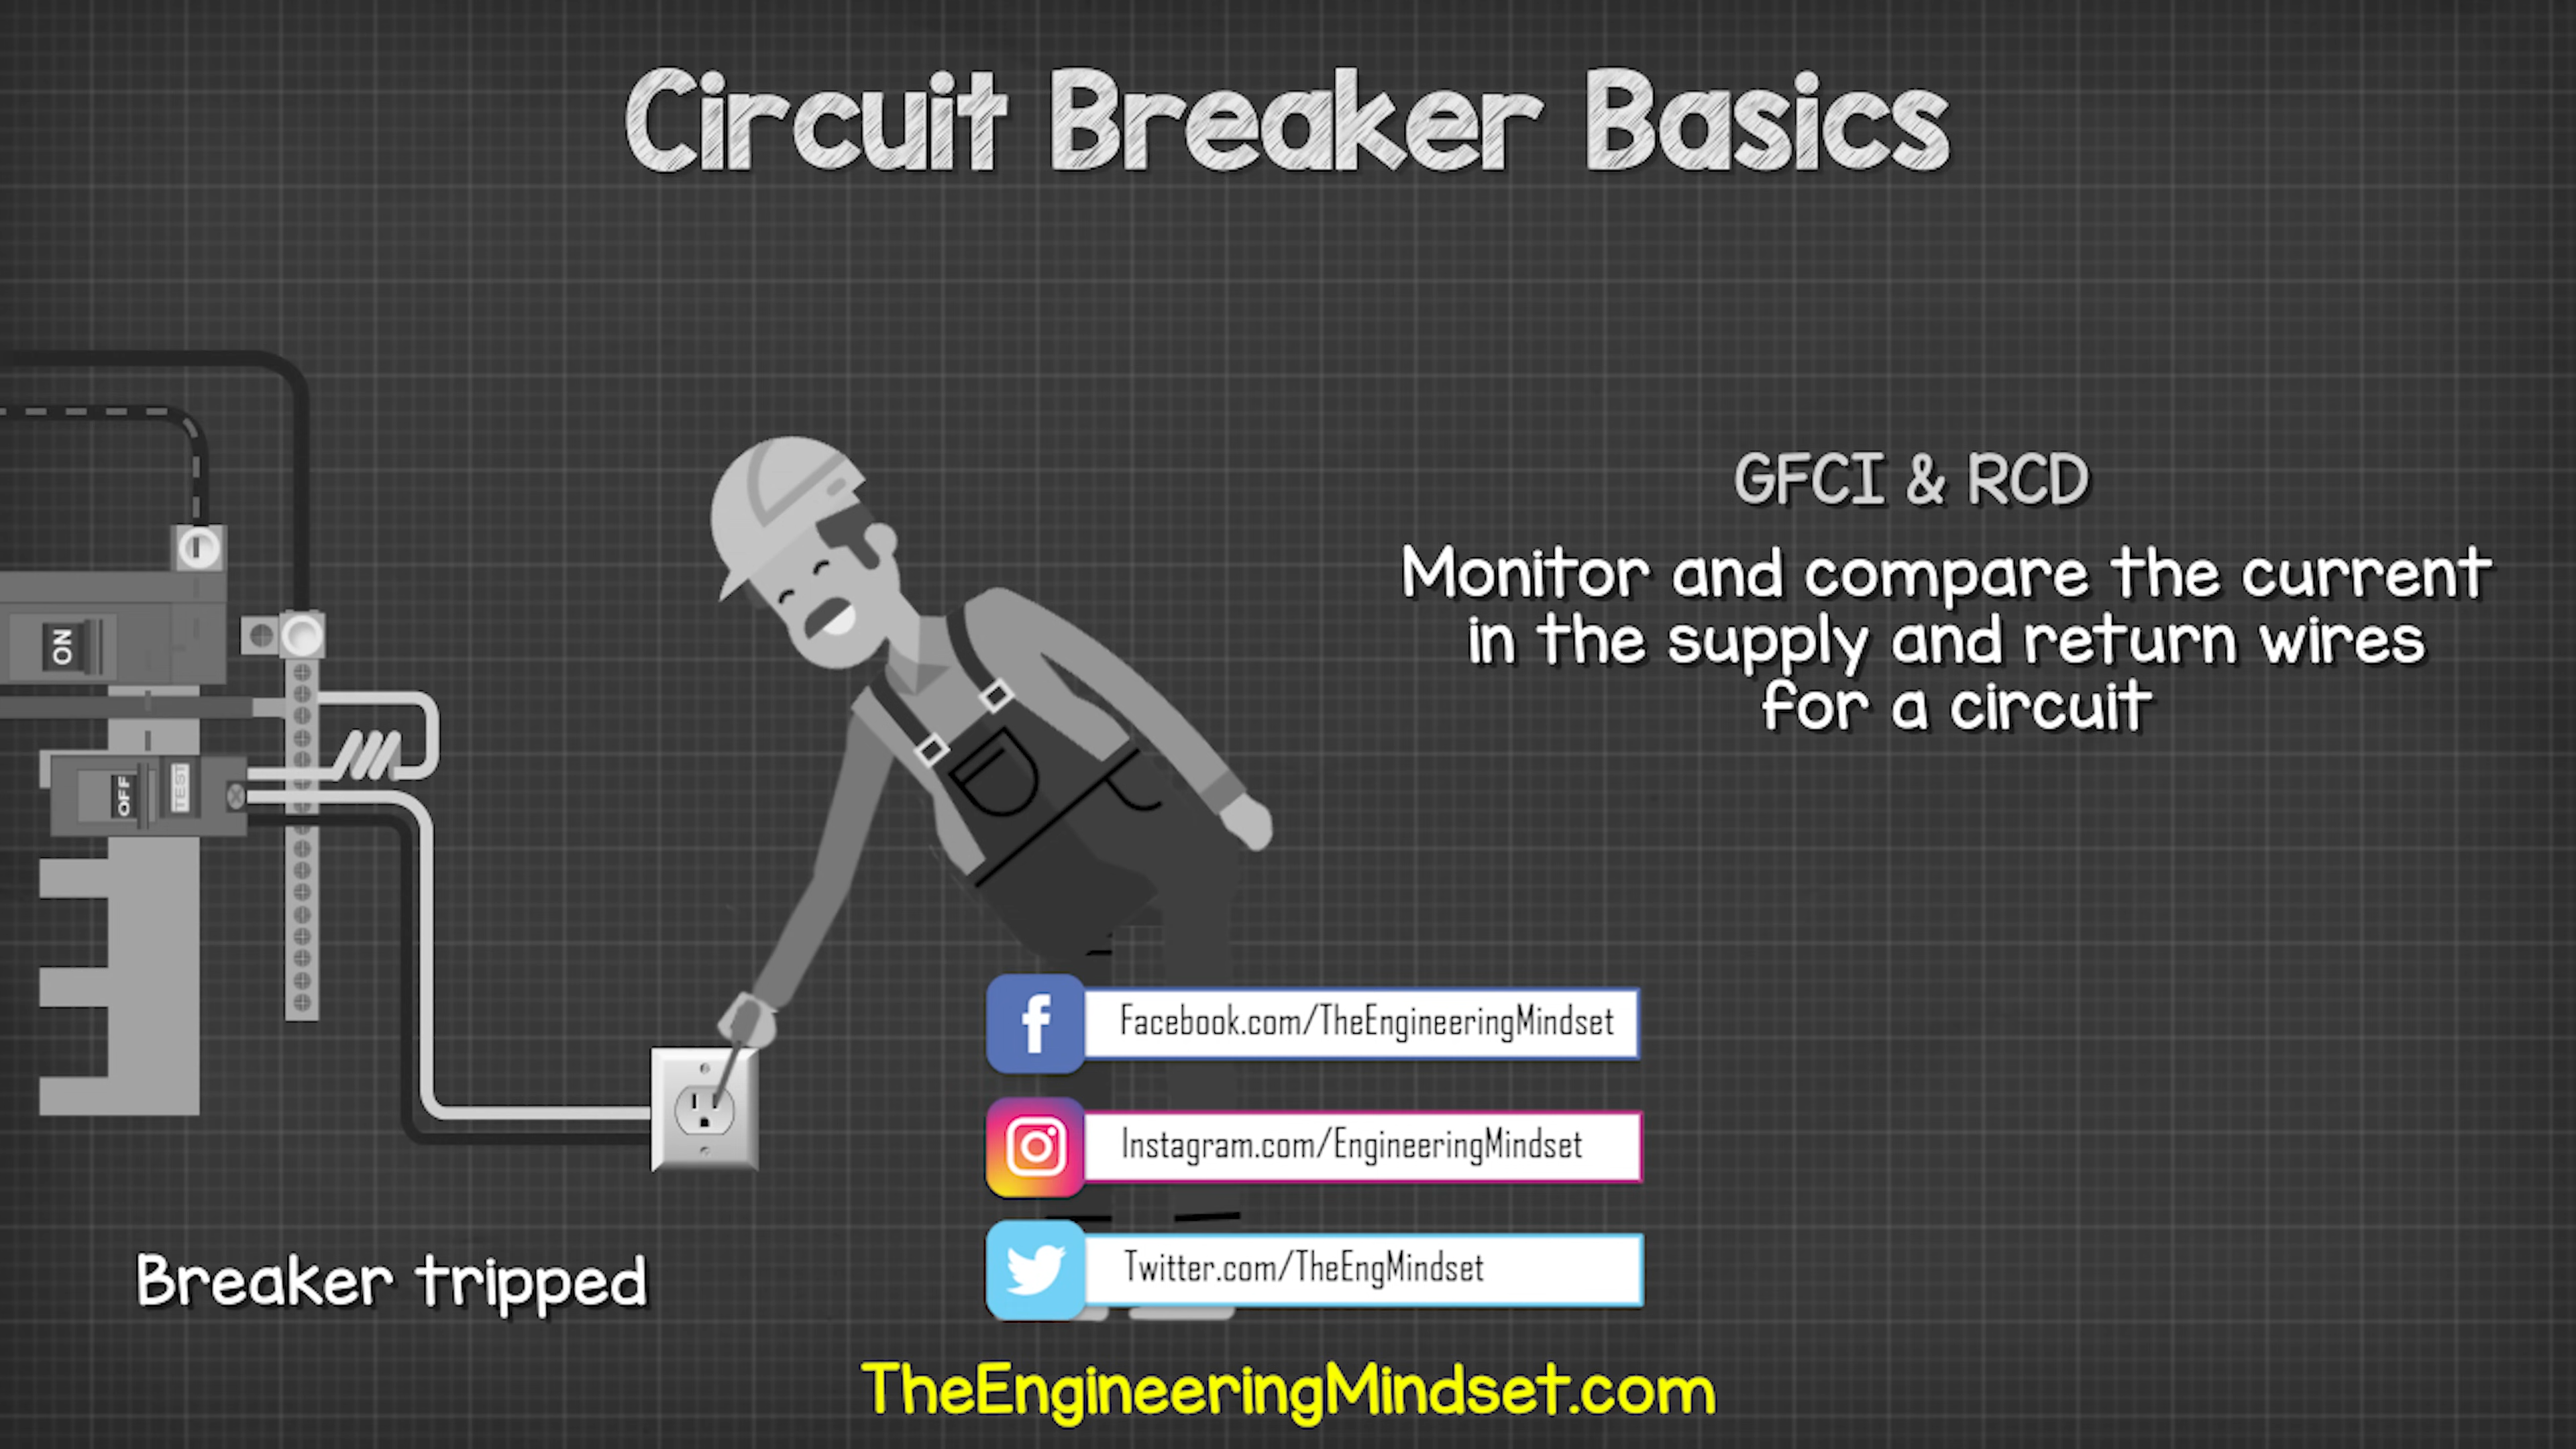 Circuit Breaker Basics
GFCI & RCD
Monitor and compare the current
in the supply and return wires
for a circuit
ON
OFF
TEST
Facebook.com/TheEngineeringMindset
Instagram.com/EngineeringMindset
Twitter.com/TheEngMindset
Breaker tripped
TheEngineeringMindset.com